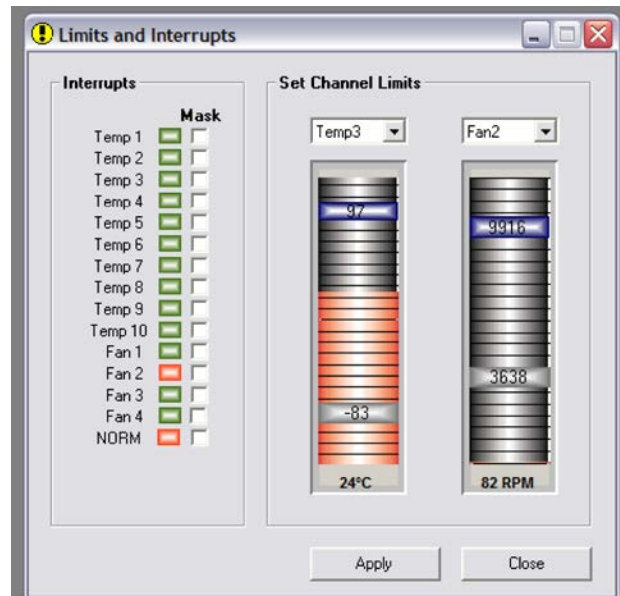 Limits and Interrupts
Interrupts
Mask
Temp 1
Temp 2
Temp 3
Temp 4
Temp 5
Temp 6
Temp 7
Temp 8
Temp 9
Temp 10
Fan 1
Fan 2
Fan 3
Fan 4
NORM
Set Channel Limits
Temp3
Fan2
97
9916
3638
-83
24°C
82 RPM
Apply
Close